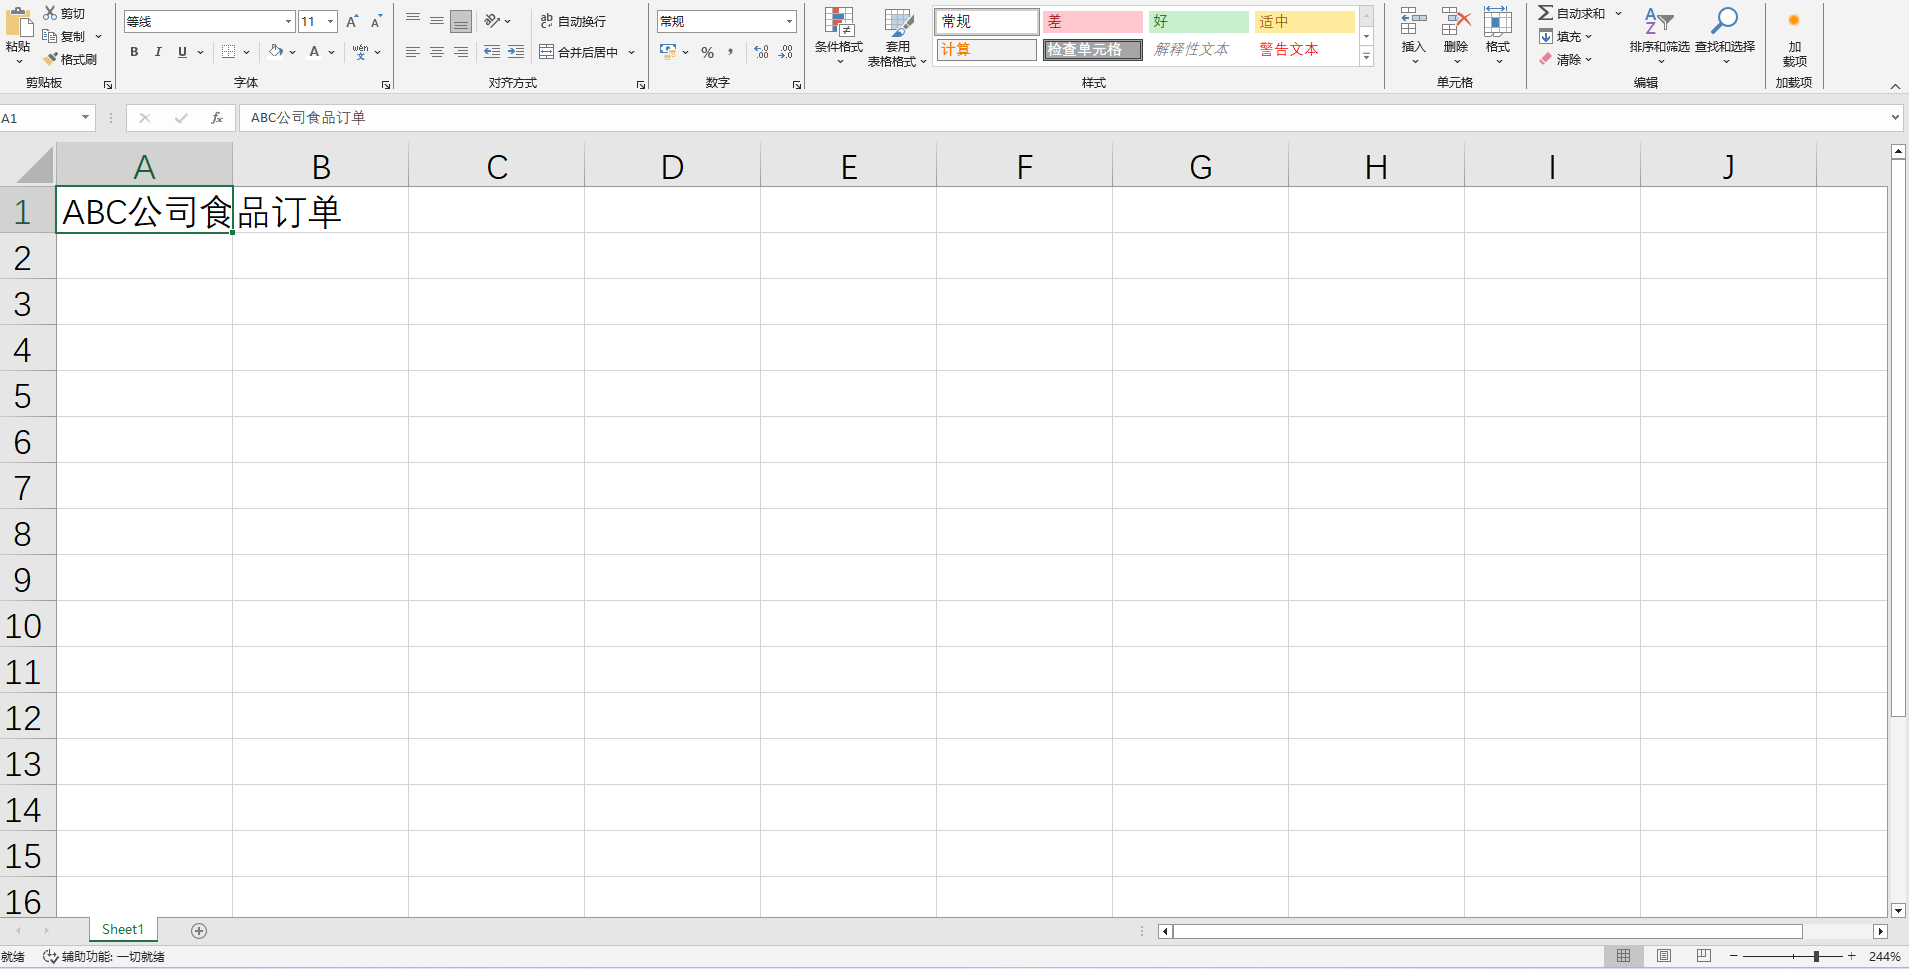 粘贴
剪切
复制
格式刷
剪贴板
等线 11 A A
B I U A wén 文
字体
ab 自动换行
合并后居中
对齐方式
常规
% , .00 .00
数字
条件格式
套用
表格格式
常规 差 好 适中
计算 检查单元格 解释性文本 警告文本
样式
插入 删除 格式
单元格
自动求和
填充
清除
排序和筛选 查找和选择
编辑
加
载项
加载项
A1 fx ABC公司食品订单
A B C D E F G H I J
1 ABC公司食品订单
2
3
4
5
6
7
8
9
10
11
12
13
14
15
16
Sheet1
就绪 辅助功能: 一切就绪 244%